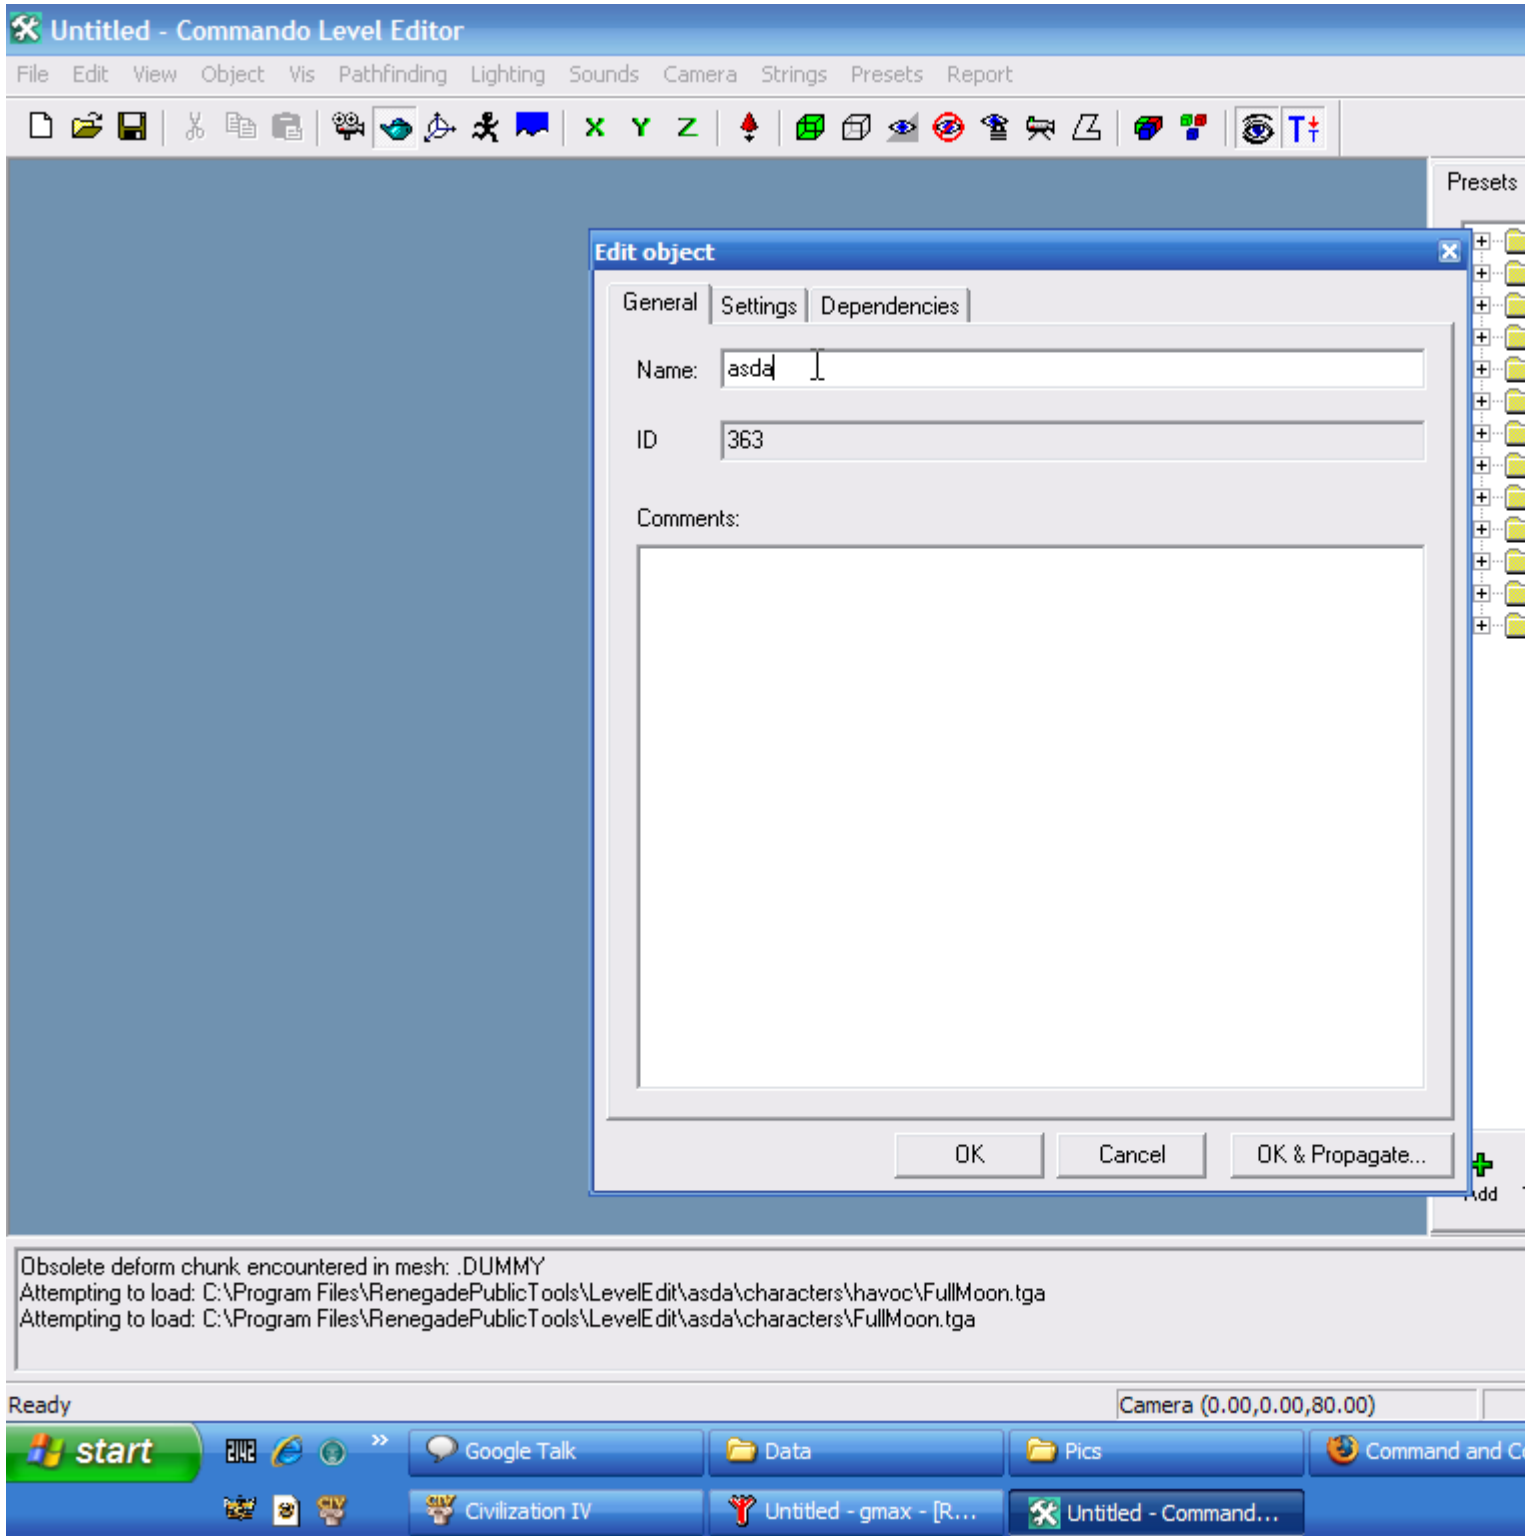 Untitled - Commando Level Editor
File Edit View Object Vis Pathfinding Lighting Sounds Camera Strings Presets Report
X Y Z
Presets
Edit object
General Settings Dependencies
Name: asda
ID 363
Comments:
OK Cancel OK & Propagate...
Add
Obsolete deform chunk encountered in mesh: .DUMMY
Attempting to load: C:\Program Files\RenegadePublicTools\LevelEdit\asda\characters\havoc\FullMoon.tga
Attempting to load: C:\Program Files\RenegadePublicTools\LevelEdit\asda\characters\FullMoon.tga
Ready Camera (0.00,0.00,80.00)
start 2142 » Google Talk Data Pics Command and Co
CIV Civilization IV Untitled - gmax - [R... Untitled - Command...